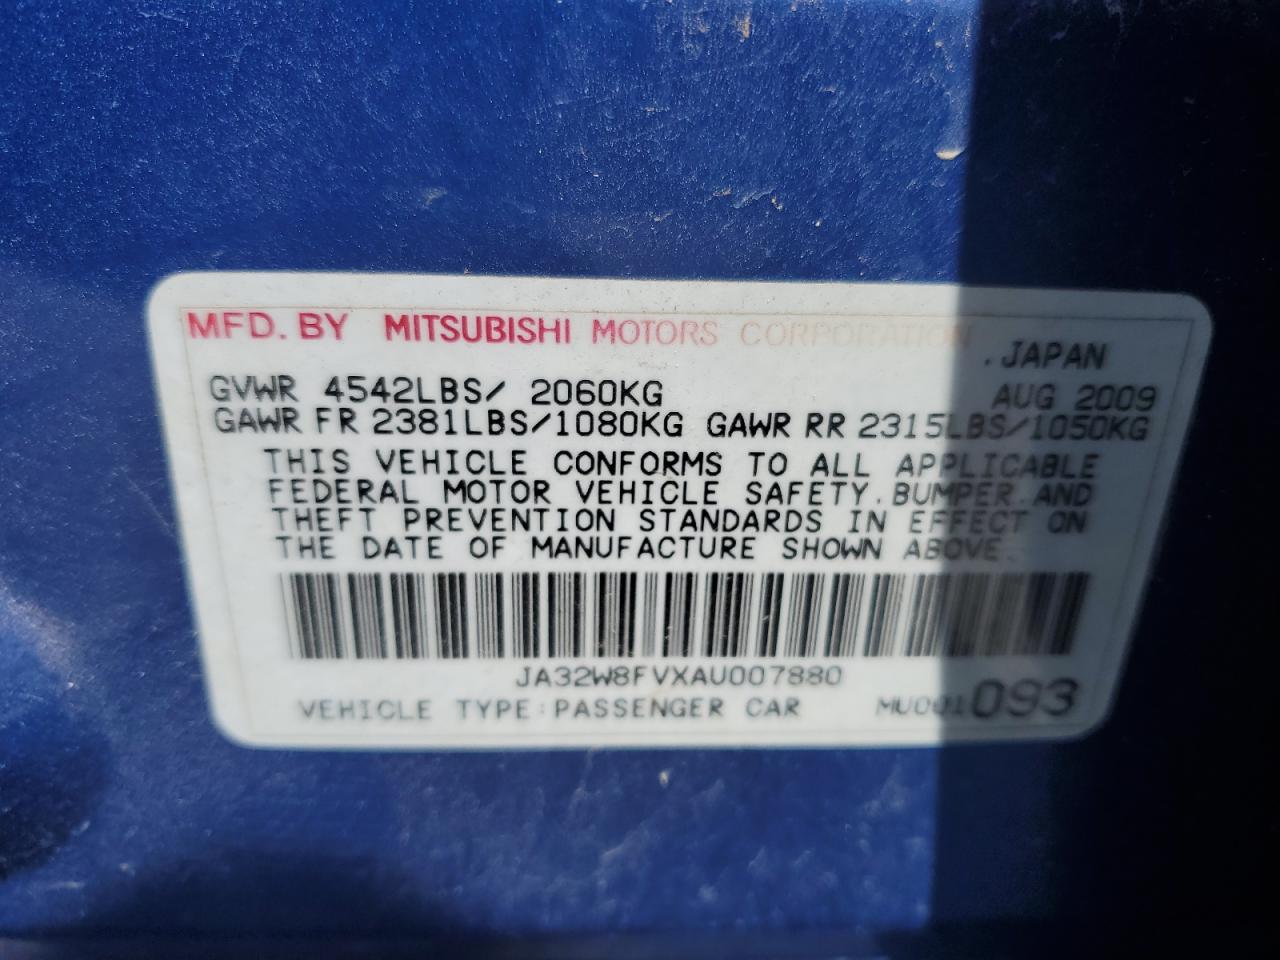 MFD. BY MITSUBISHI MOTORS CORPORATION
.JAPAN
GVWR 4542LBS/ 2060KG AUG 2009
GAWR FR 2381LBS/1080KG GAWR RR 2315LBS/1050KG
THIS VEHICLE CONFORMS TO ALL APPLICABLE
FEDERAL MOTOR VEHICLE SAFETY.BUMPER.AND
THEFT PREVENTION STANDARDS IN EFFECT ON
THE DATE OF MANUFACTURE SHOWN ABOVE.
JA32W8FVXAU007880
VEHICLE TYPE:PASSENGER CAR MU001093